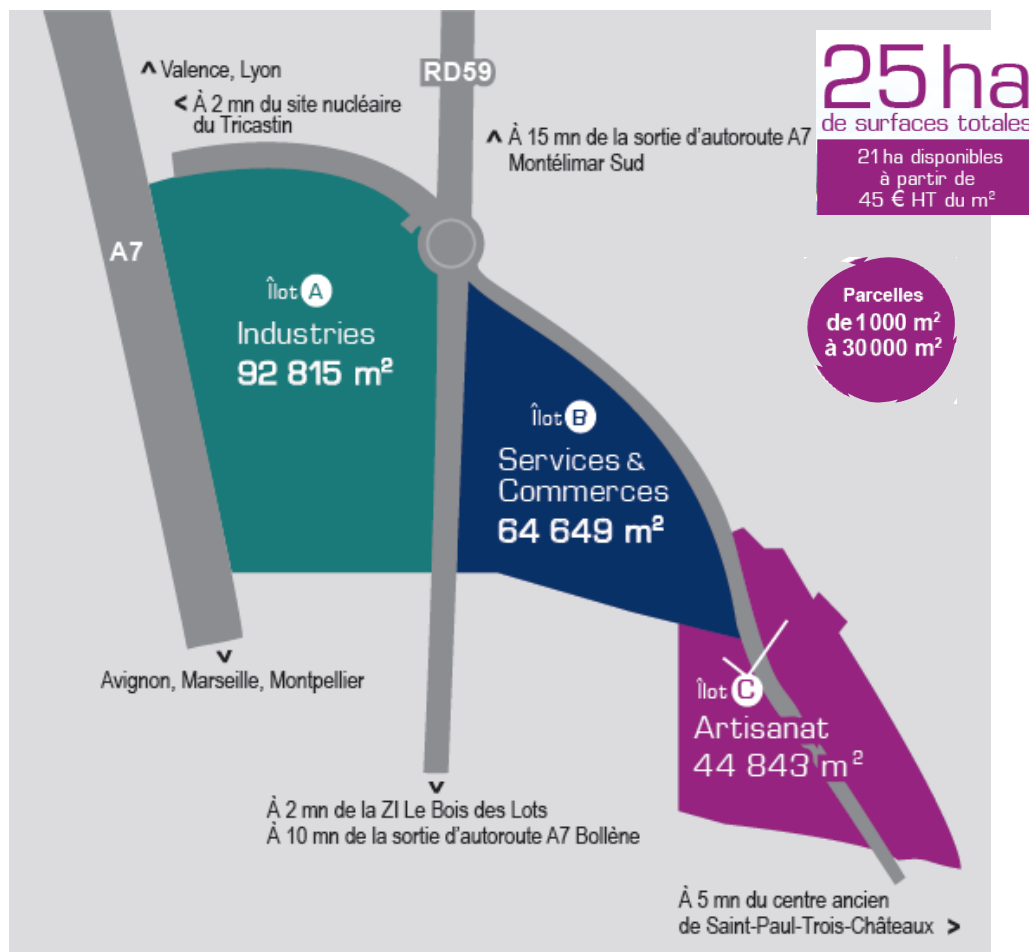 25 ha
de surfaces totales
21 ha disponibles
à partir de
45 € HT du m²
Parcelles
de 1 000 m²
à 30 000 m²
^ Valence, Lyon
< À 2 mn du site nucléaire
du Tricastin
RD59
^ À 15 mn de la sortie d'autoroute A7
Montélimar Sud
A7
Îlot A
Industries
92 815 m²
Îlot B
Services &
Commerces
64 649 m²
Îlot C
Artisanat
44 843 m²
v
Avignon, Marseille, Montpellier
v
À 2 mn de la ZI Le Bois des Lots
À 10 mn de la sortie d'autoroute A7 Bollène
À 5 mn du centre ancien
de Saint-Paul-Trois-Châteaux >